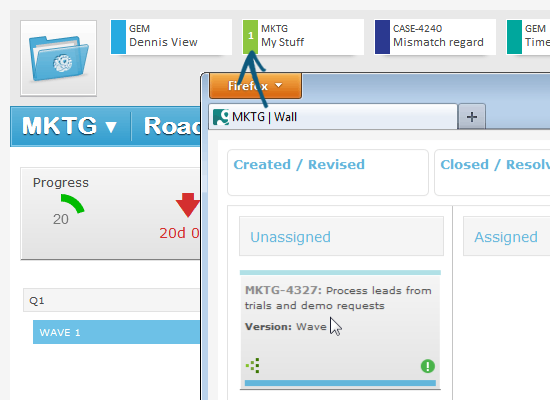 GEM
Dennis View
1
MKTG
My Stuff
CASE-4240
Mismatch regard
GEM
Time
Firefox
MKTG ▾
Road
MKTG | Wall
+
Progress
20
20d 0
Created / Revised
Closed / Resolv
Unassigned
Assigned
MKTG-4327: Process leads from
trials and demo requests
Version: Wave
Q1
WAVE 1